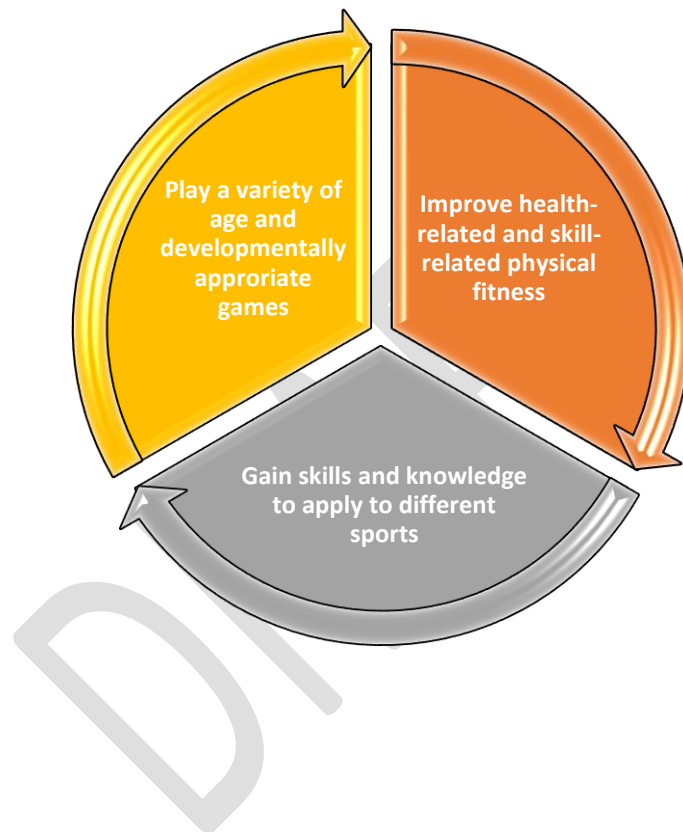 Play a variety of
age and
developmentally
approriate
games
Improve health-
related and skill-
related physical
fitness
Gain skills and knowledge
to apply to different
sports